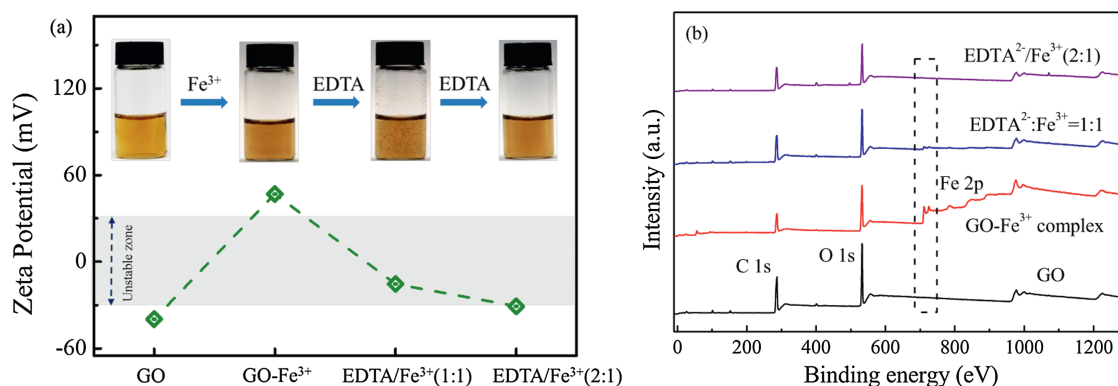 (a)
Zeta Potential (mV)
120
60
0
-60
Fe³⁺
EDTA
EDTA
Unstable zone
GO
GO-Fe³⁺
EDTA/Fe³⁺(1:1)
EDTA/Fe³⁺(2:1)
(b)
Intensity (a.u.)
EDTA²⁻/Fe³⁺(2:1)
EDTA²⁻:Fe³⁺=1:1
Fe 2p
GO-Fe³⁺ complex
C 1s
O 1s
GO
0
200
400
600
800
1000
1200
Binding energy (eV)